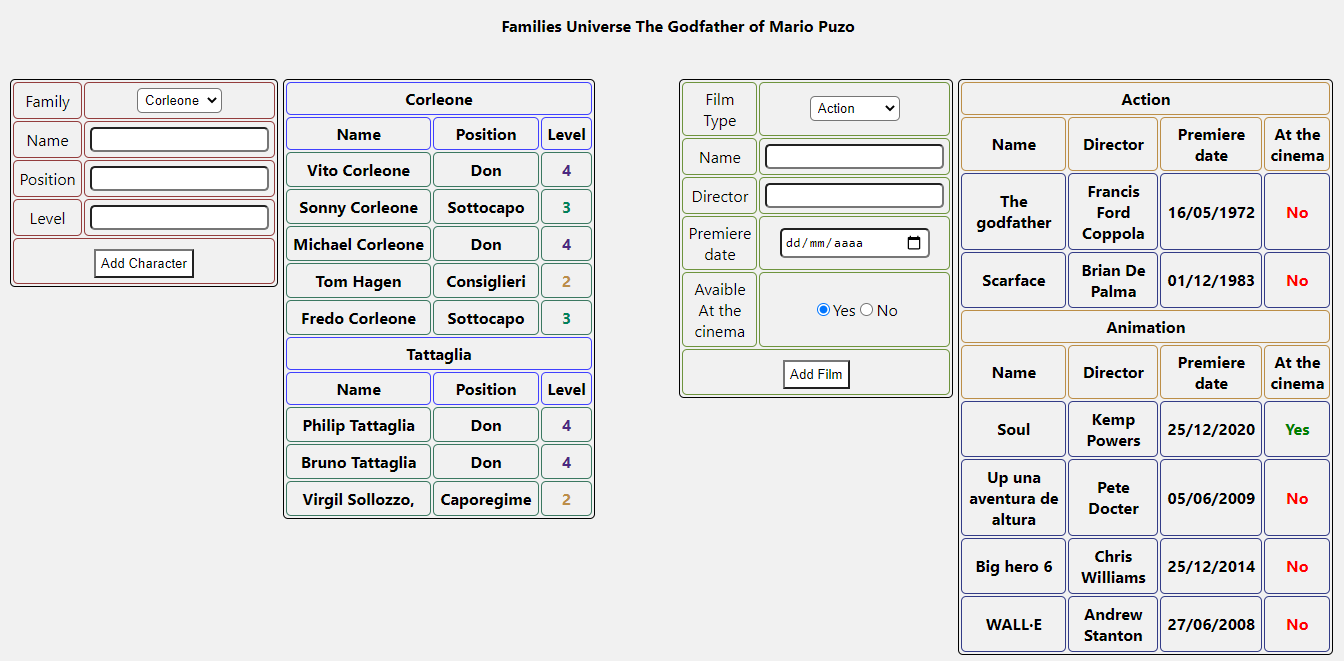 Families Universe The Godfather of Mario Puzo
Family
Corleone
Name
Position
Level
Add Character
Corleone
Name Position Level
Vito Corleone Don 4
Sonny Corleone Sottocapo 3
Michael Corleone Don 4
Tom Hagen Consiglieri 2
Fredo Corleone Sottocapo 3
Tattaglia
Name Position Level
Philip Tattaglia Don 4
Bruno Tattaglia Don 4
Virgil Sollozzo, Caporegime 2
Film
Type
Action
Name
Director
Premiere
date
dd/mm/aaaa
Avaible
At the
cinema
Yes No
Add Film
Action
Name
Director
Premiere
date
At the
cinema
The
godfather
Francis
Ford
Coppola
16/05/1972
No
Scarface
Brian De
Palma
01/12/1983
No
Animation
Name
Director
Premiere
date
At the
cinema
Soul
Kemp
Powers
25/12/2020
Yes
Up una
aventura de
altura
Pete
Docter
05/06/2009
No
Big hero 6
Chris
Williams
25/12/2014
No
WALL·E
Andrew
Stanton
27/06/2008
No